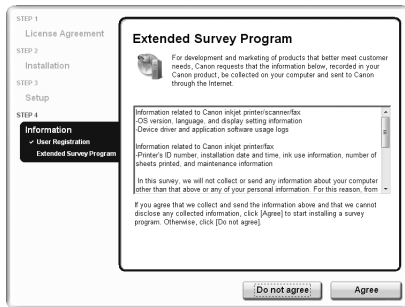 STEP 1
License Agreement
STEP 2
Installation
STEP 3
Setup
STEP 4
Information
✓ User Registration
Extended Survey Program
Extended Survey Program
For development and marketing of products that better meet customer
needs, Canon requests that the information below, recorded in your
Canon product, be collected on your computer and sent to Canon
through the Internet.
Information related to Canon inkjet printer/scanner/fax
-OS version, language, and display setting information
-Device driver and application software usage logs
Information related to Canon inkjet printer/fax
-Printer's ID number, installation date and time, ink use information, number of
sheets printed, and maintenance information
In this survey, we will not collect or send any information about your computer
other than that above or any of your personal information. For this reason, from
If you agree that we collect and send the information above and that we cannot
disclose any collected information, click [Agree] to start installing a survey
program. Otherwise, click [Do not agree].
Do not agree
Agree